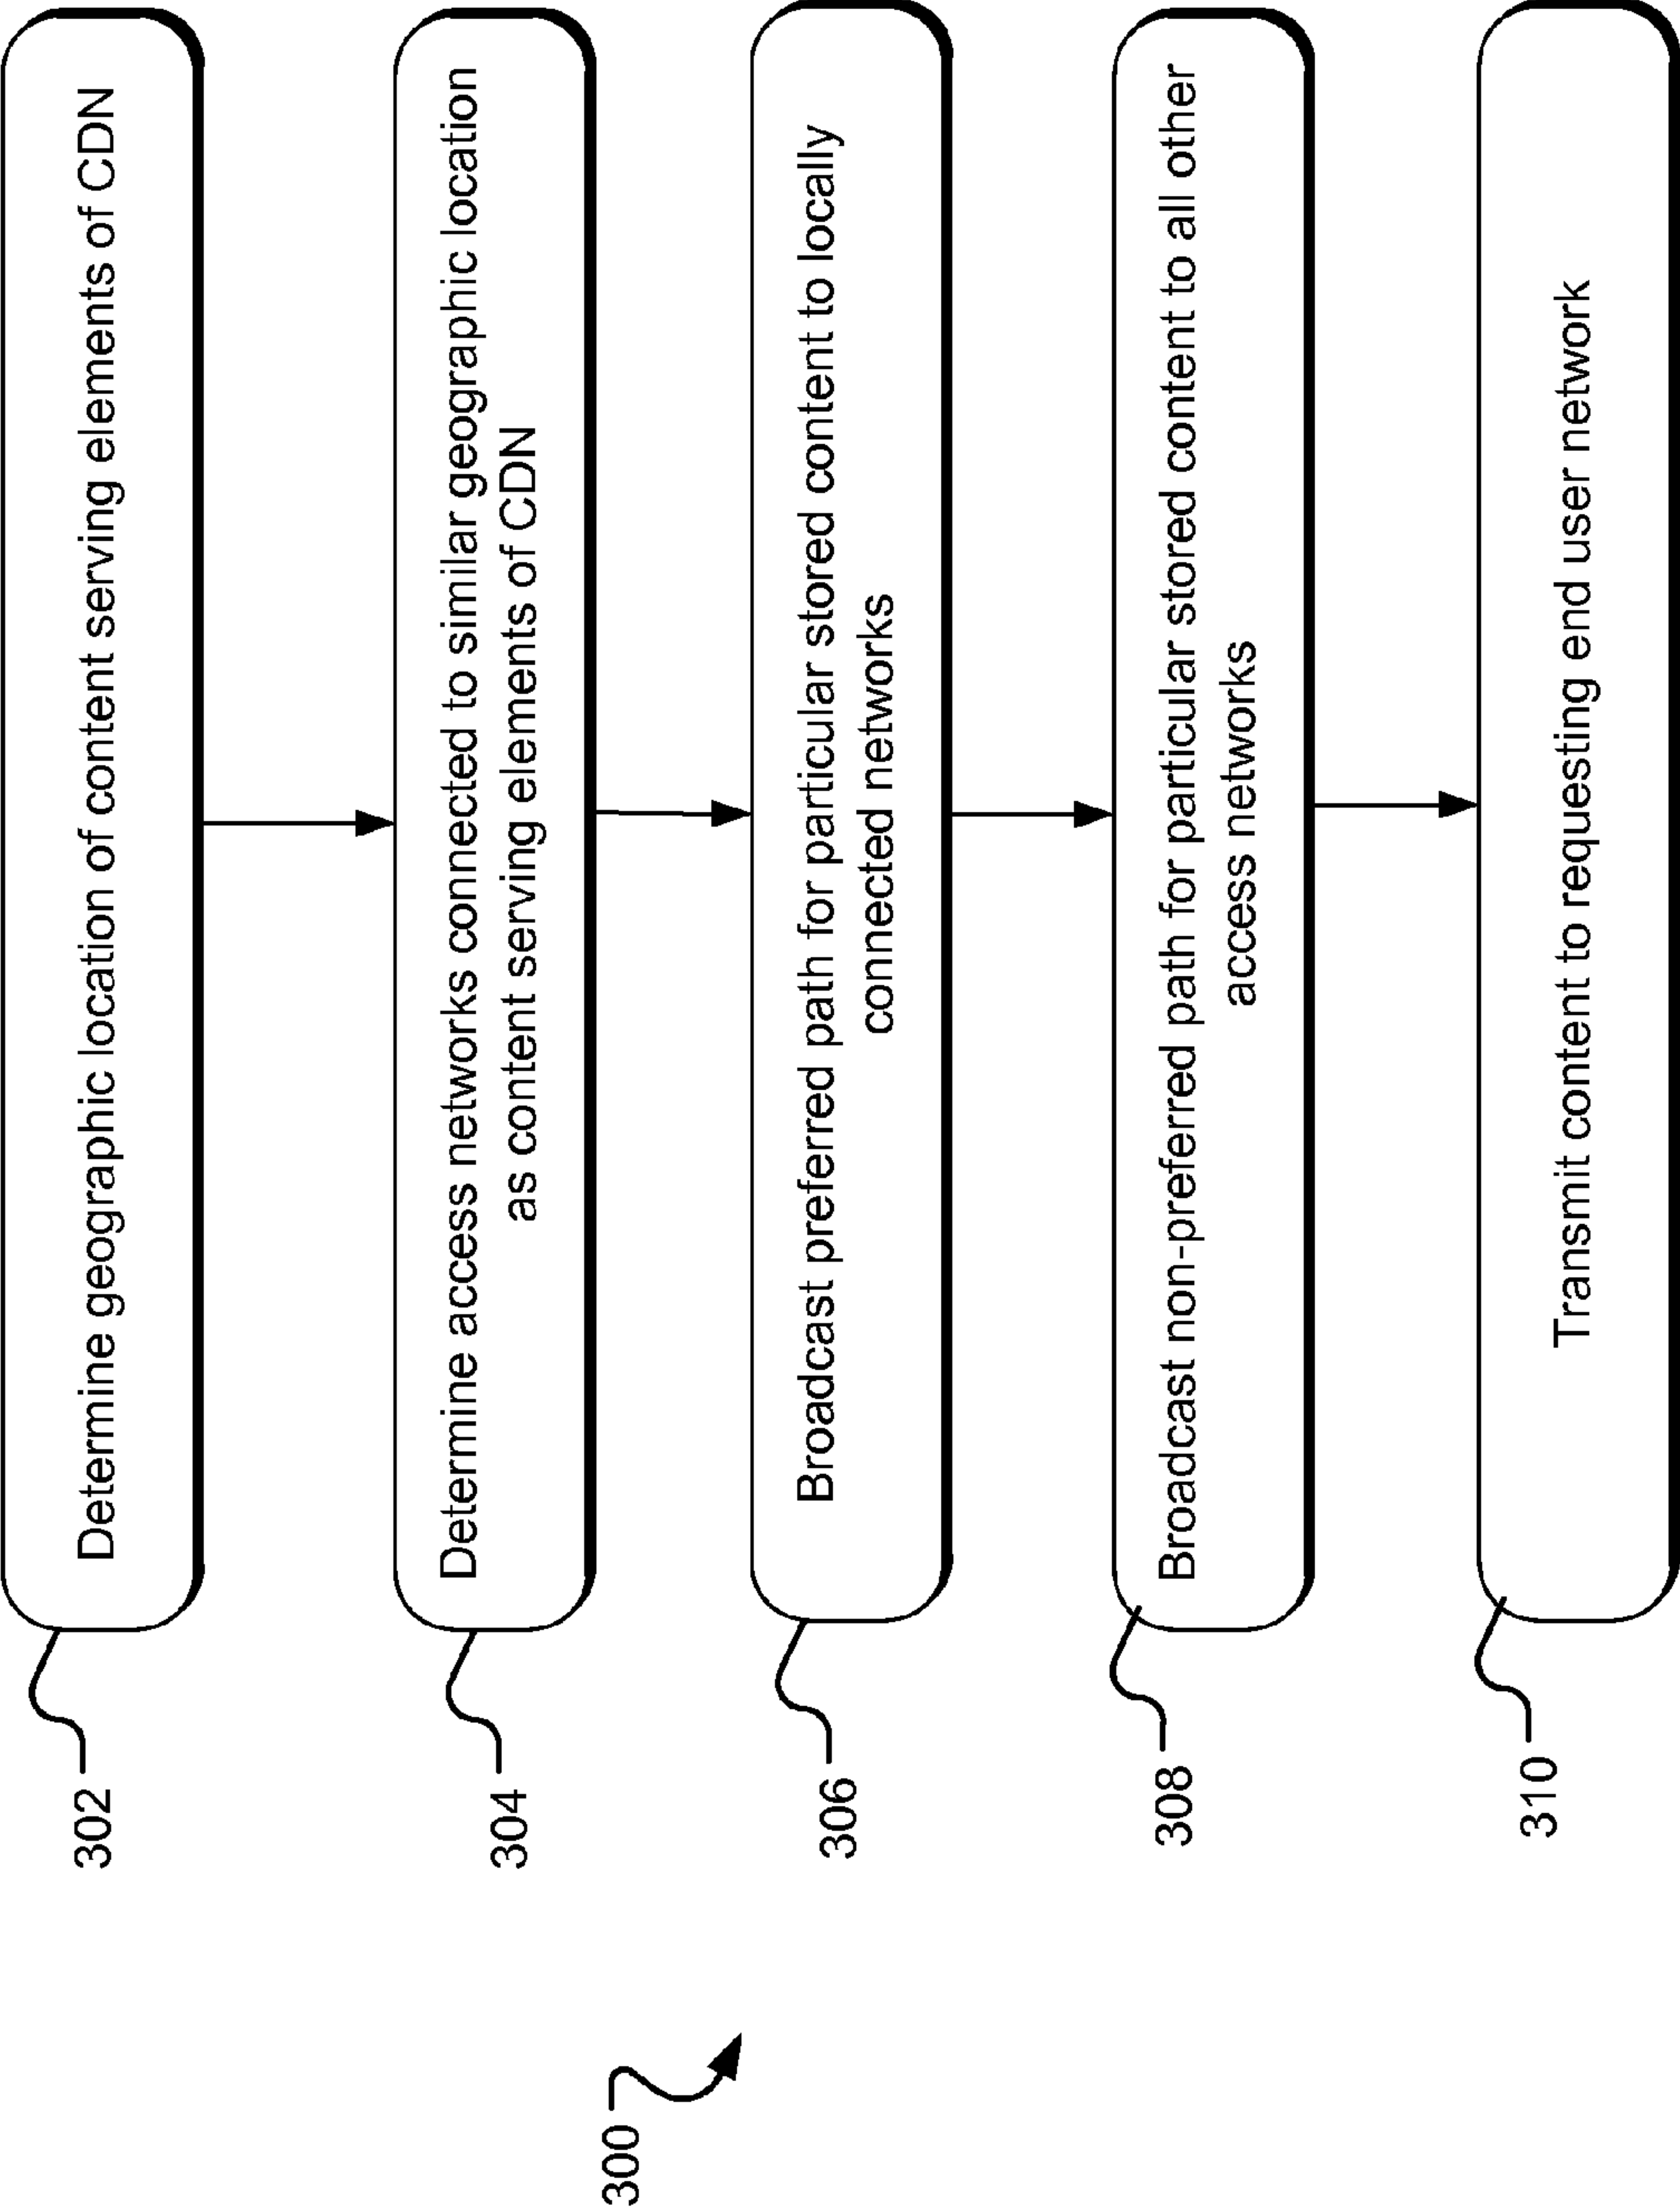 300
302
Determine geographic location of content serving elements of CDN
304
Determine access networks connected to similar geographic location
as content serving elements of CDN
306
Broadcast preferred path for particular stored content to locally
connected networks
308
Broadcast non-preferred path for particular stored content to all other
access networks
310
Transmit content to requesting end user network